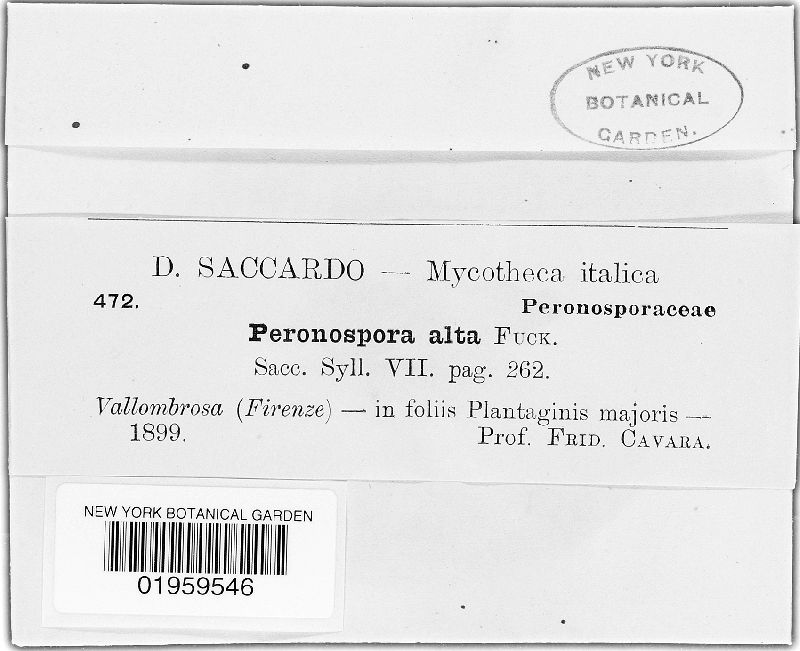 NEW YORK
BOTANICAL
GARDEN.
D. SACCARDO — Mycotheca italica
472.
Peronosporaceae
Peronospora alta FUCK.
Sacc. Syll. VII. pag. 262.
Vallombrosa (Firenze) — in foliis Plantaginis majoris —
1899.
Prof. FRID. CAVARA.
NEW YORK BOTANICAL GARDEN
01959546